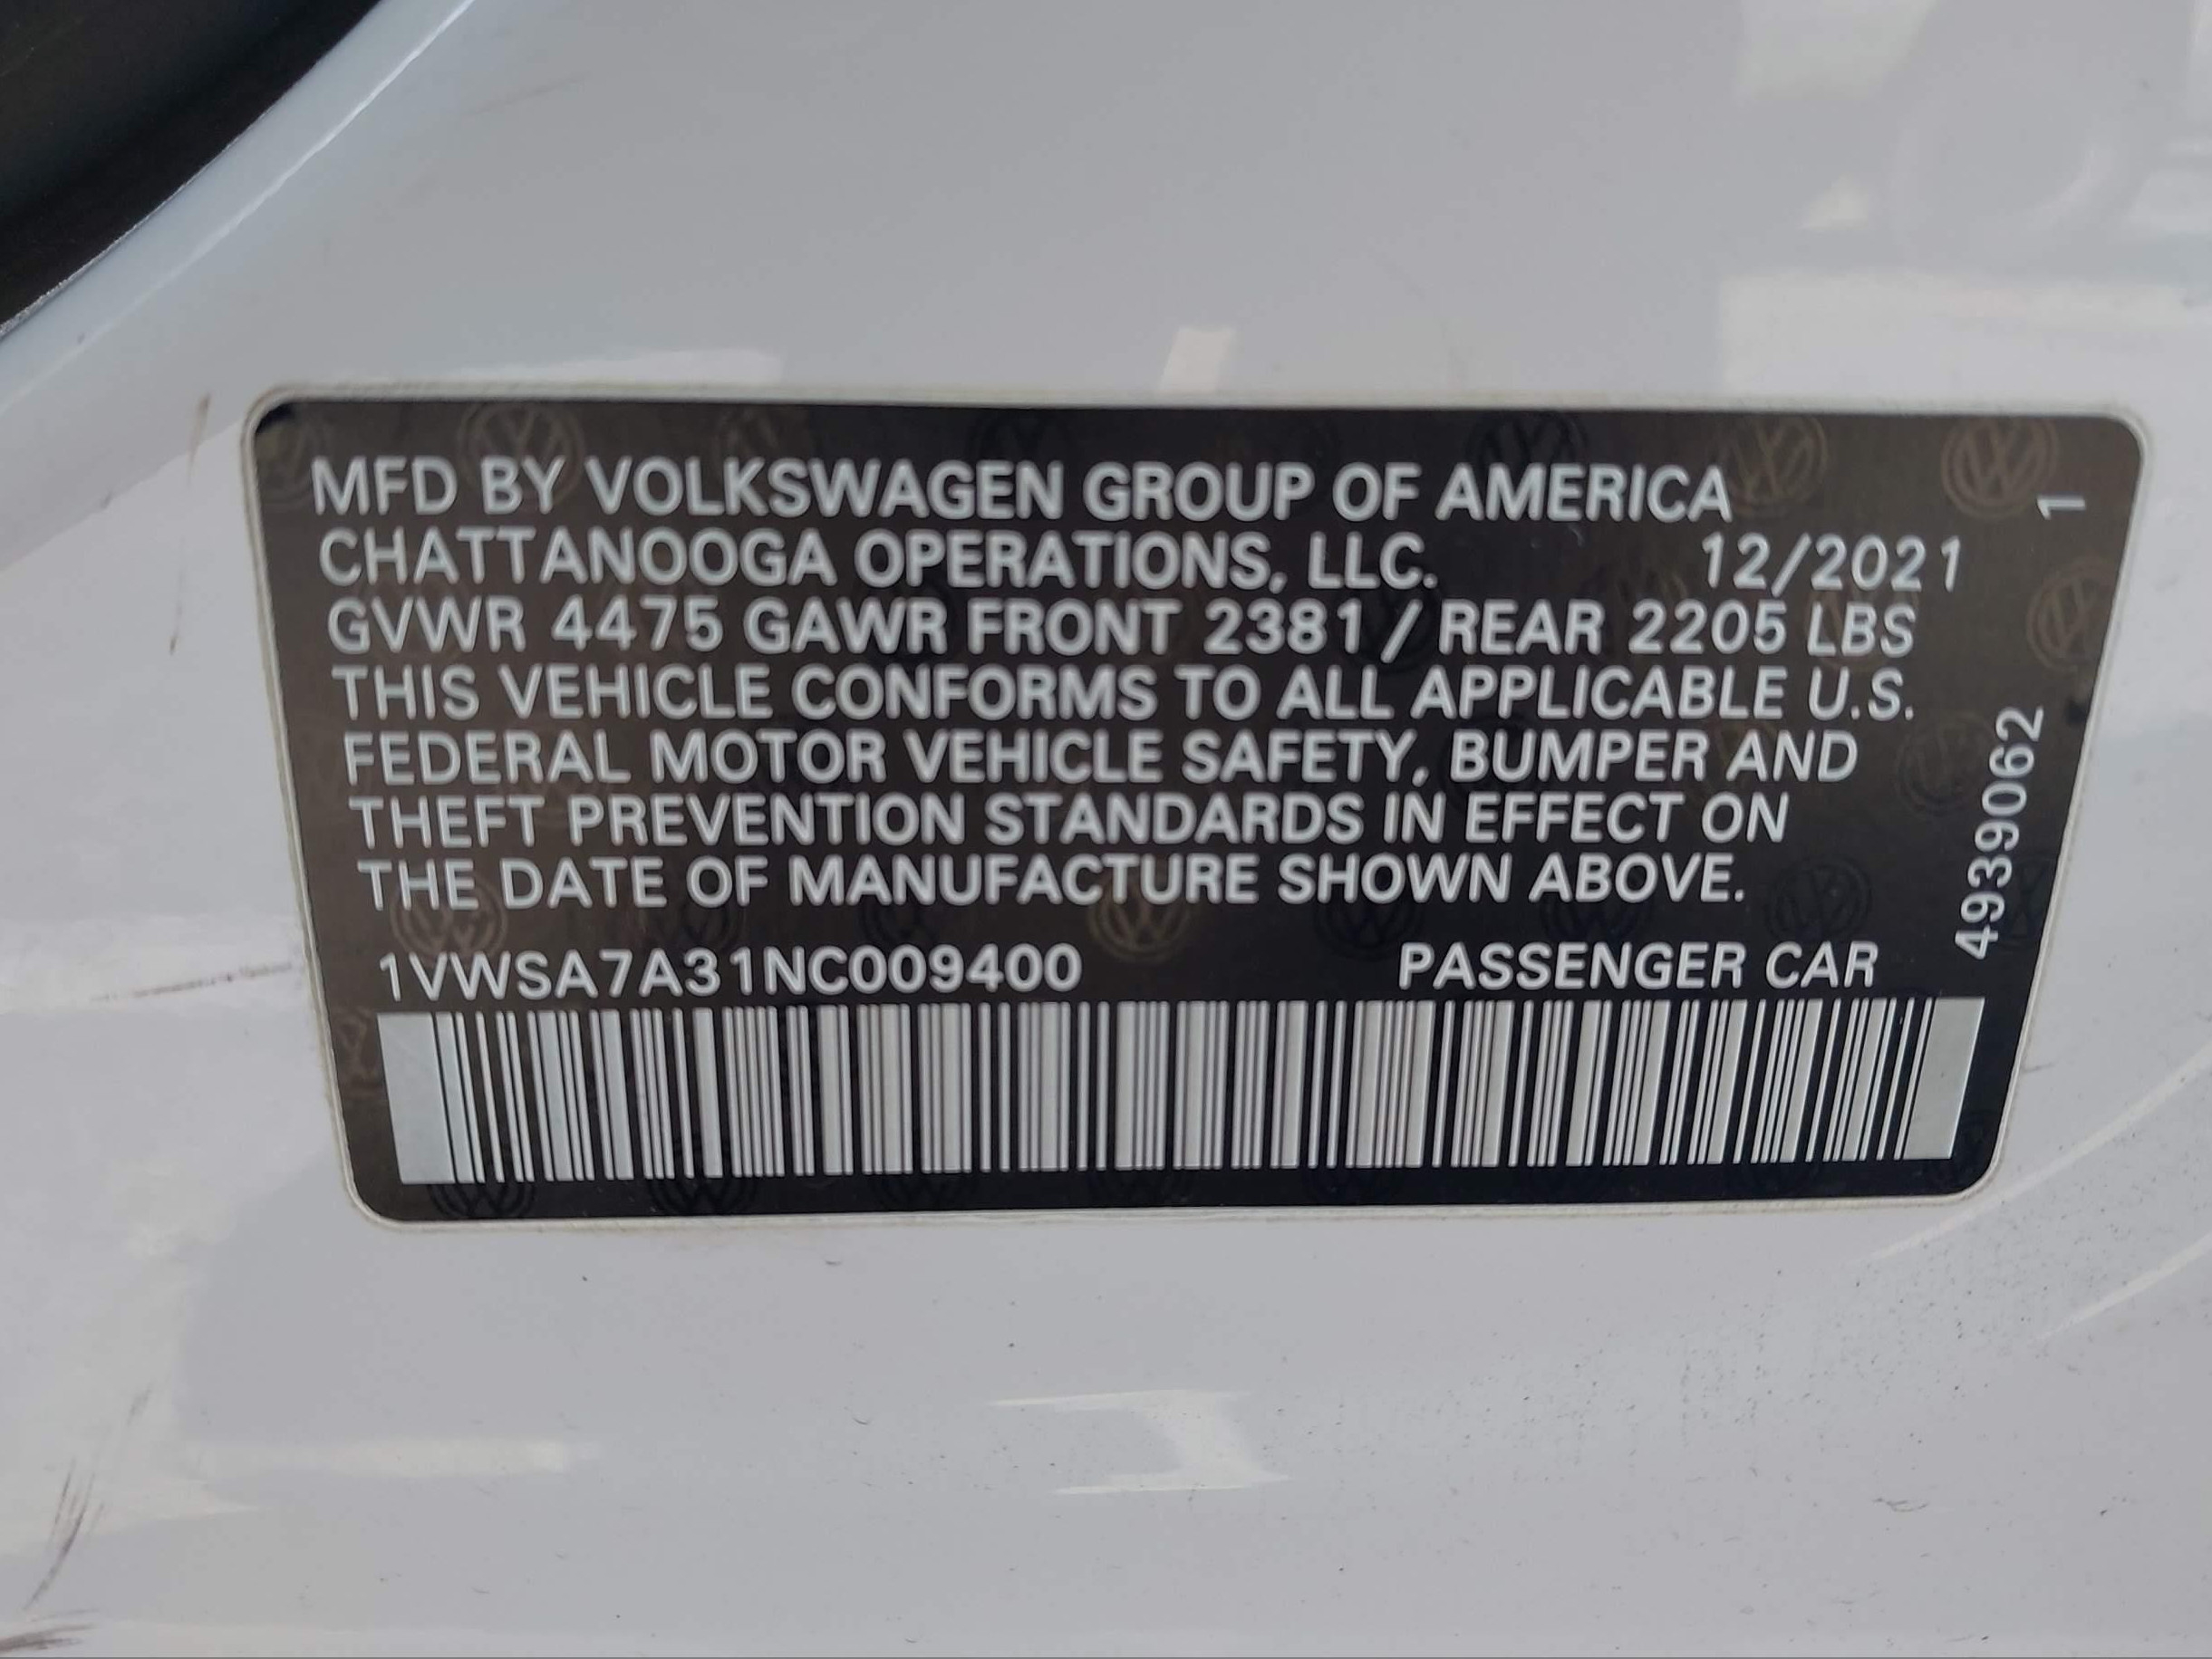 MFD BY VOLKSWAGEN GROUP OF AMERICA
CHATTANOOGA OPERATIONS, LLC. 12/2021
GVWR 4475 GAWR FRONT 2381 / REAR 2205 LBS
THIS VEHICLE CONFORMS TO ALL APPLICABLE U.S.
FEDERAL MOTOR VEHICLE SAFETY, BUMPER AND
THEFT PREVENTION STANDARDS IN EFFECT ON
THE DATE OF MANUFACTURE SHOWN ABOVE.
1VWSA7A31NC009400 PASSENGER CAR
4939062 1